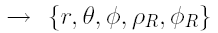 → {r, θ, ϕ, ρ_R, ϕ_R}